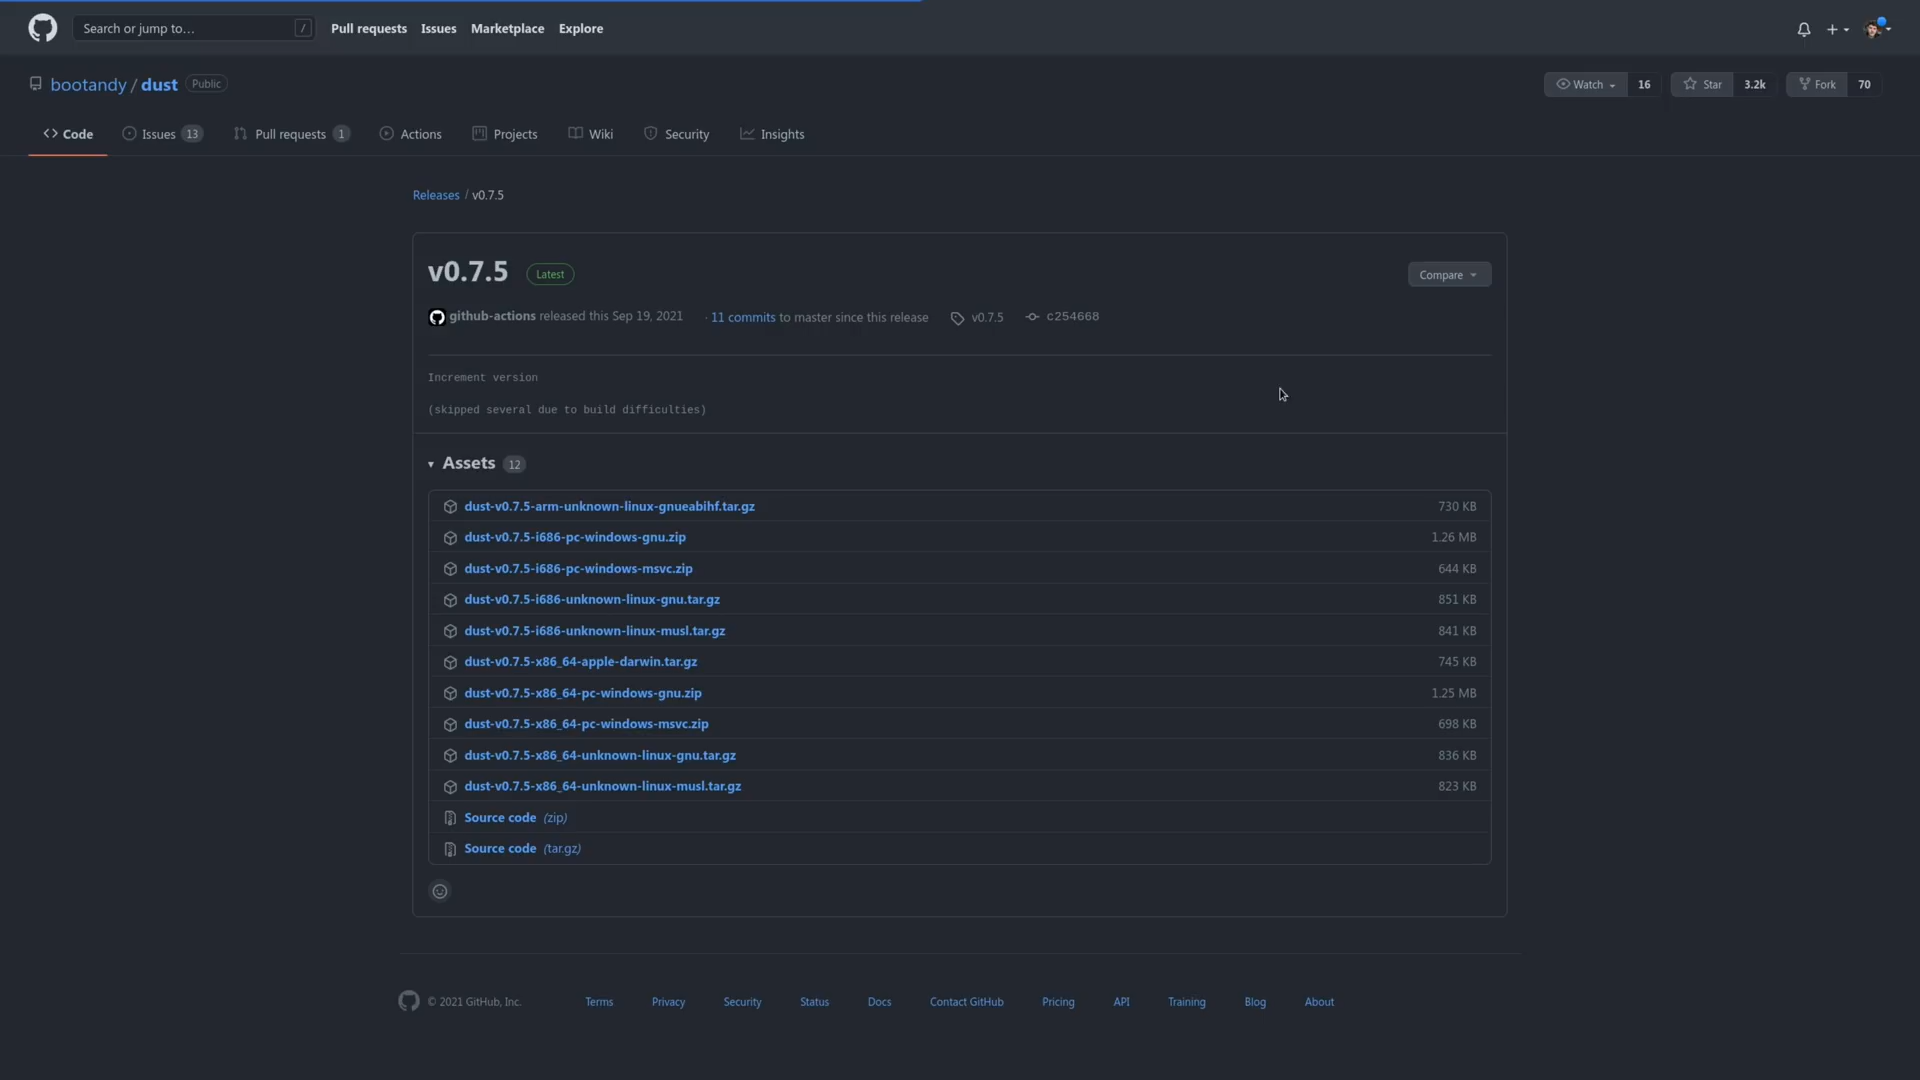 Search or jump to... / Pull requests Issues Marketplace Explore
bootandy / dust Public Watch 16 Star 3.2k Fork 70
Code Issues 13 Pull requests 1 Actions Projects Wiki Security Insights
Releases / v0.7.5
v0.7.5 Latest Compare
github-actions released this Sep 19, 2021 · 11 commits to master since this release v0.7.5 c254668
Increment version
(skipped several due to build difficulties)
Assets 12
dust-v0.7.5-arm-unknown-linux-gnueabihf.tar.gz 730 KB
dust-v0.7.5-i686-pc-windows-gnu.zip 1.26 MB
dust-v0.7.5-i686-pc-windows-msvc.zip 644 KB
dust-v0.7.5-i686-unknown-linux-gnu.tar.gz 851 KB
dust-v0.7.5-i686-unknown-linux-musl.tar.gz 841 KB
dust-v0.7.5-x86_64-apple-darwin.tar.gz 745 KB
dust-v0.7.5-x86_64-pc-windows-gnu.zip 1.25 MB
dust-v0.7.5-x86_64-pc-windows-msvc.zip 698 KB
dust-v0.7.5-x86_64-unknown-linux-gnu.tar.gz 836 KB
dust-v0.7.5-x86_64-unknown-linux-musl.tar.gz 823 KB
Source code (zip)
Source code (tar.gz)
© 2021 GitHub, Inc. Terms Privacy Security Status Docs Contact GitHub Pricing API Training Blog About